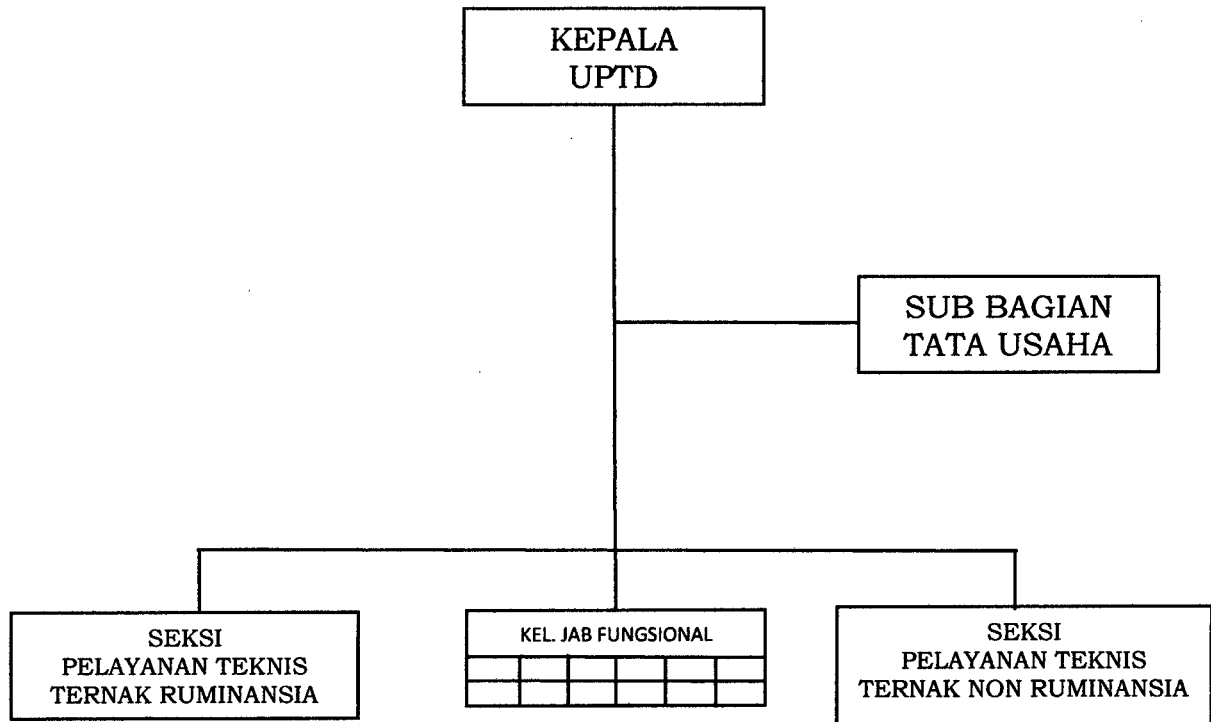 KEPALA
UPTD
SUB BAGIAN
TATA USAHA
SEKSI
PELAYANAN TEKNIS
TERNAK RUMINANSIA
KEL. JAB FUNGSIONAL
SEKSI
PELAYANAN TEKNIS
TERNAK NON RUMINANSIA